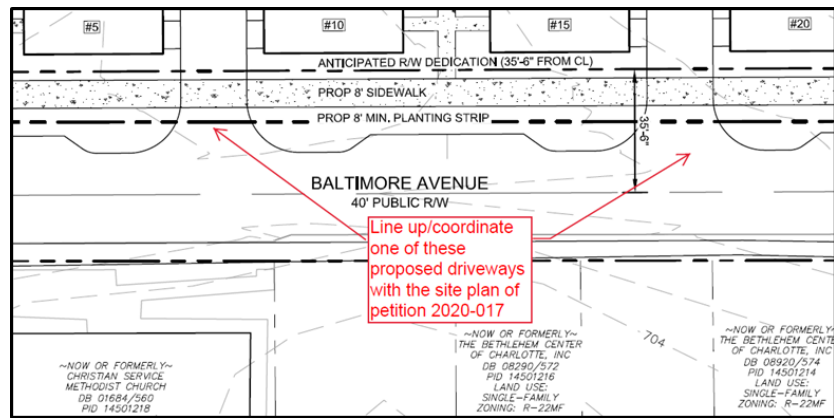 #5
#10
#15
#20
ANTICIPATED R/W DEDICATION (35'-6" FROM CL)
PROP 8' SIDEWALK
PROP 8' MIN. PLANTING STRIP
35'-6"
BALTIMORE AVENUE
40' PUBLIC R/W
Line up/coordinate
one of these
proposed driveways
with the site plan of
petition 2020-017
704
~NOW OR FORMERLY~
CHRISTIAN SERVICE
METHODIST CHURCH
DB 01684/560
PID 14501218
~NOW OR FORMERLY~
THE BETHLEHEM CENTER
OF CHARLOTTE, INC
DB 08290/572
PID 14501216
LAND USE:
SINGLE-FAMILY
ZONING: R-22MF
~NOW OR FORMERLY~
THE BETHLEHEM CENTER
OF CHARLOTTE, INC
DB 08920/574
PID 14501214
LAND USE:
SINGLE-FAMILY
ZONING: R-22MF